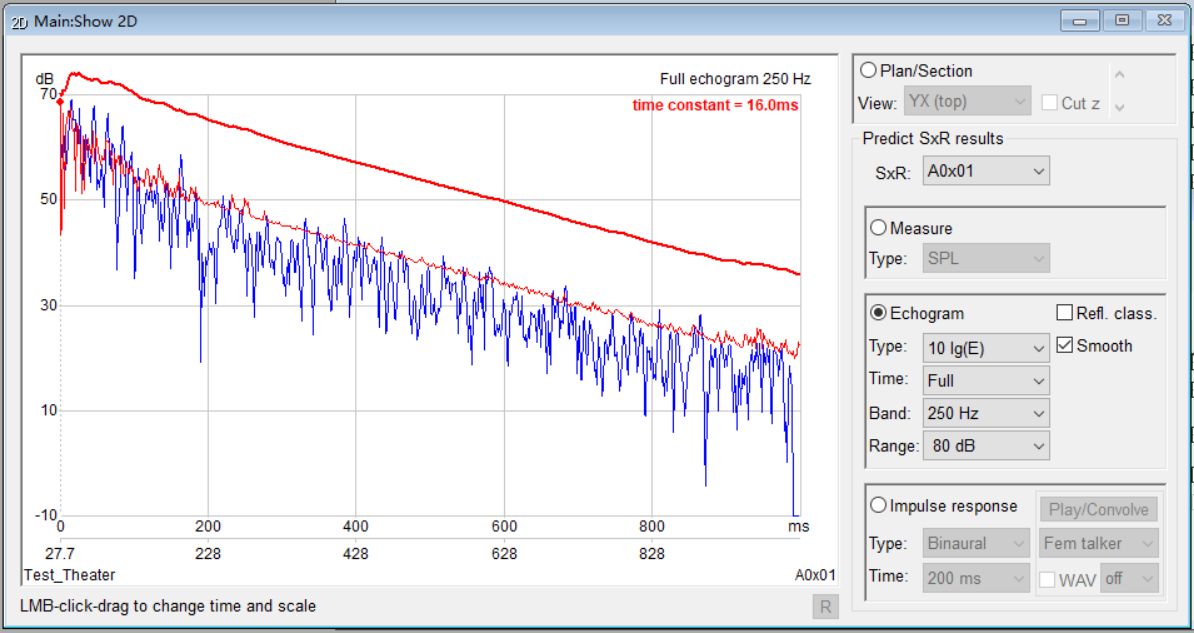 2D Main:Show 2D
dB
Full echogram 250 Hz
time constant = 16.0ms
70
50
30
10
-10
0 200 400 600 800 ms
27.7 228 428 628 828
Test_Theater A0x01
LMB-click-drag to change time and scale R
Plan/Section
View: YX (top) Cut z
Predict SxR results
SxR: A0x01
Measure
Type: SPL
Echogram Refl. class.
Type: 10 lg(E) Smooth
Time: Full
Band: 250 Hz
Range: 80 dB
Impulse response Play/Convolve
Type: Binaural Fem talker
Time: 200 ms WAV off